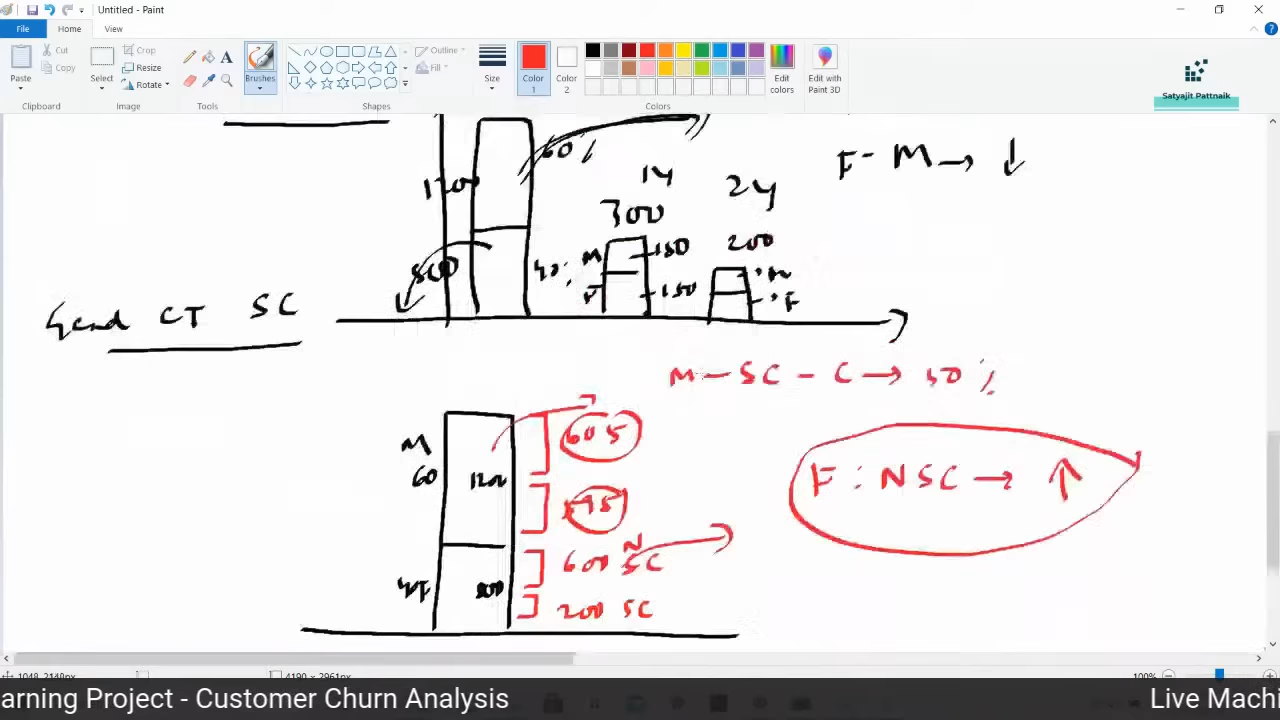 Untitled - Paint
File
Home
View
Paste
Cut
Copy
Clipboard
Select
Crop
Resize
Rotate
Image
Tools
Brushes
Outline
Fill
Shapes
Size
Color 1
Color 2
Edit colors
Colors
Edit with Paint 3D
Satyajit Pattnaik
60%
F - M → ↓
1200
1Y
2Y
300
200
800
40%
M
150
M
F
150
F
Gend CT SC
M - SC - C → 50%
M
60
1200
605
595
F : NSC → ↑
800
600 NSC
200 SC
100%
arning Project - Customer Churn Analysis
Live Machi